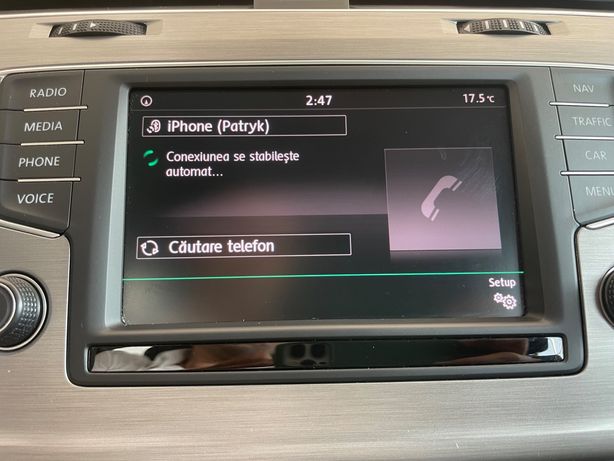 RADIO
MEDIA
PHONE
VOICE
2:47
17.5 °C
iPhone (Patryk)
Conexiunea se stabilește
automat...
Căutare telefon
Setup
NAV
TRAFFIC
CAR
MENU